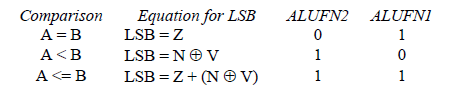 Comparison Equation for LSB ALUFN2 ALUFN1
A = B LSB = Z 0 1
A < B LSB = N ⊕ V 1 0
A <= B LSB = Z + (N ⊕ V) 1 1